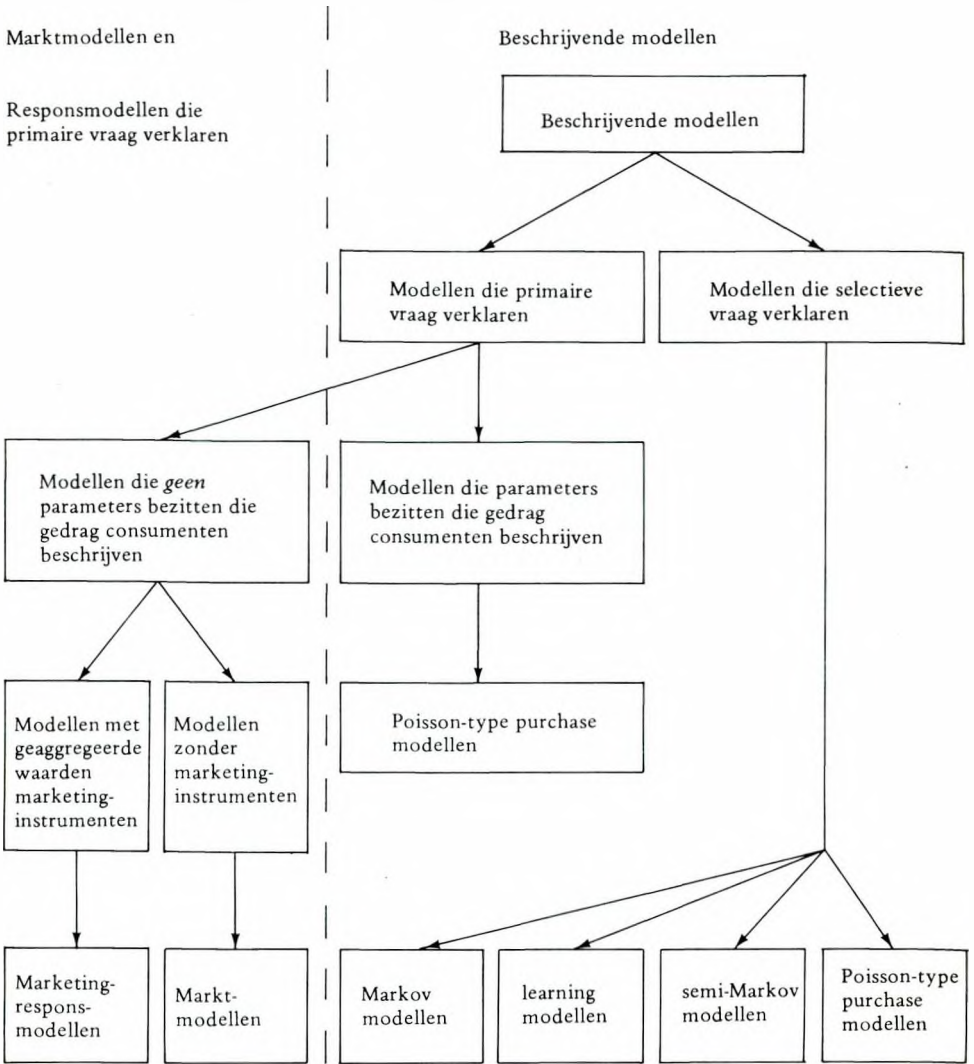 Marktmodellen en
Responsmodellen die
primaire vraag verklaren
Beschrijvende modellen
Beschrijvende modellen
Modellen die primaire
vraag verklaren
Modellen die selectieve
vraag verklaren
Modellen die geen
parameters bezitten die
gedrag consumenten
beschrijven
Modellen die parameters
bezitten die gedrag
consumenten beschrijven
Modellen met
geaggregeerde
waarden
marketing-
instrumenten
Modellen
zonder
marketing-
instrumenten
Poisson-type purchase
modellen
Marketing-
respons-
modellen
Markt-
modellen
Markov
modellen
learning
modellen
semi-Markov
modellen
Poisson-type
purchase
modellen